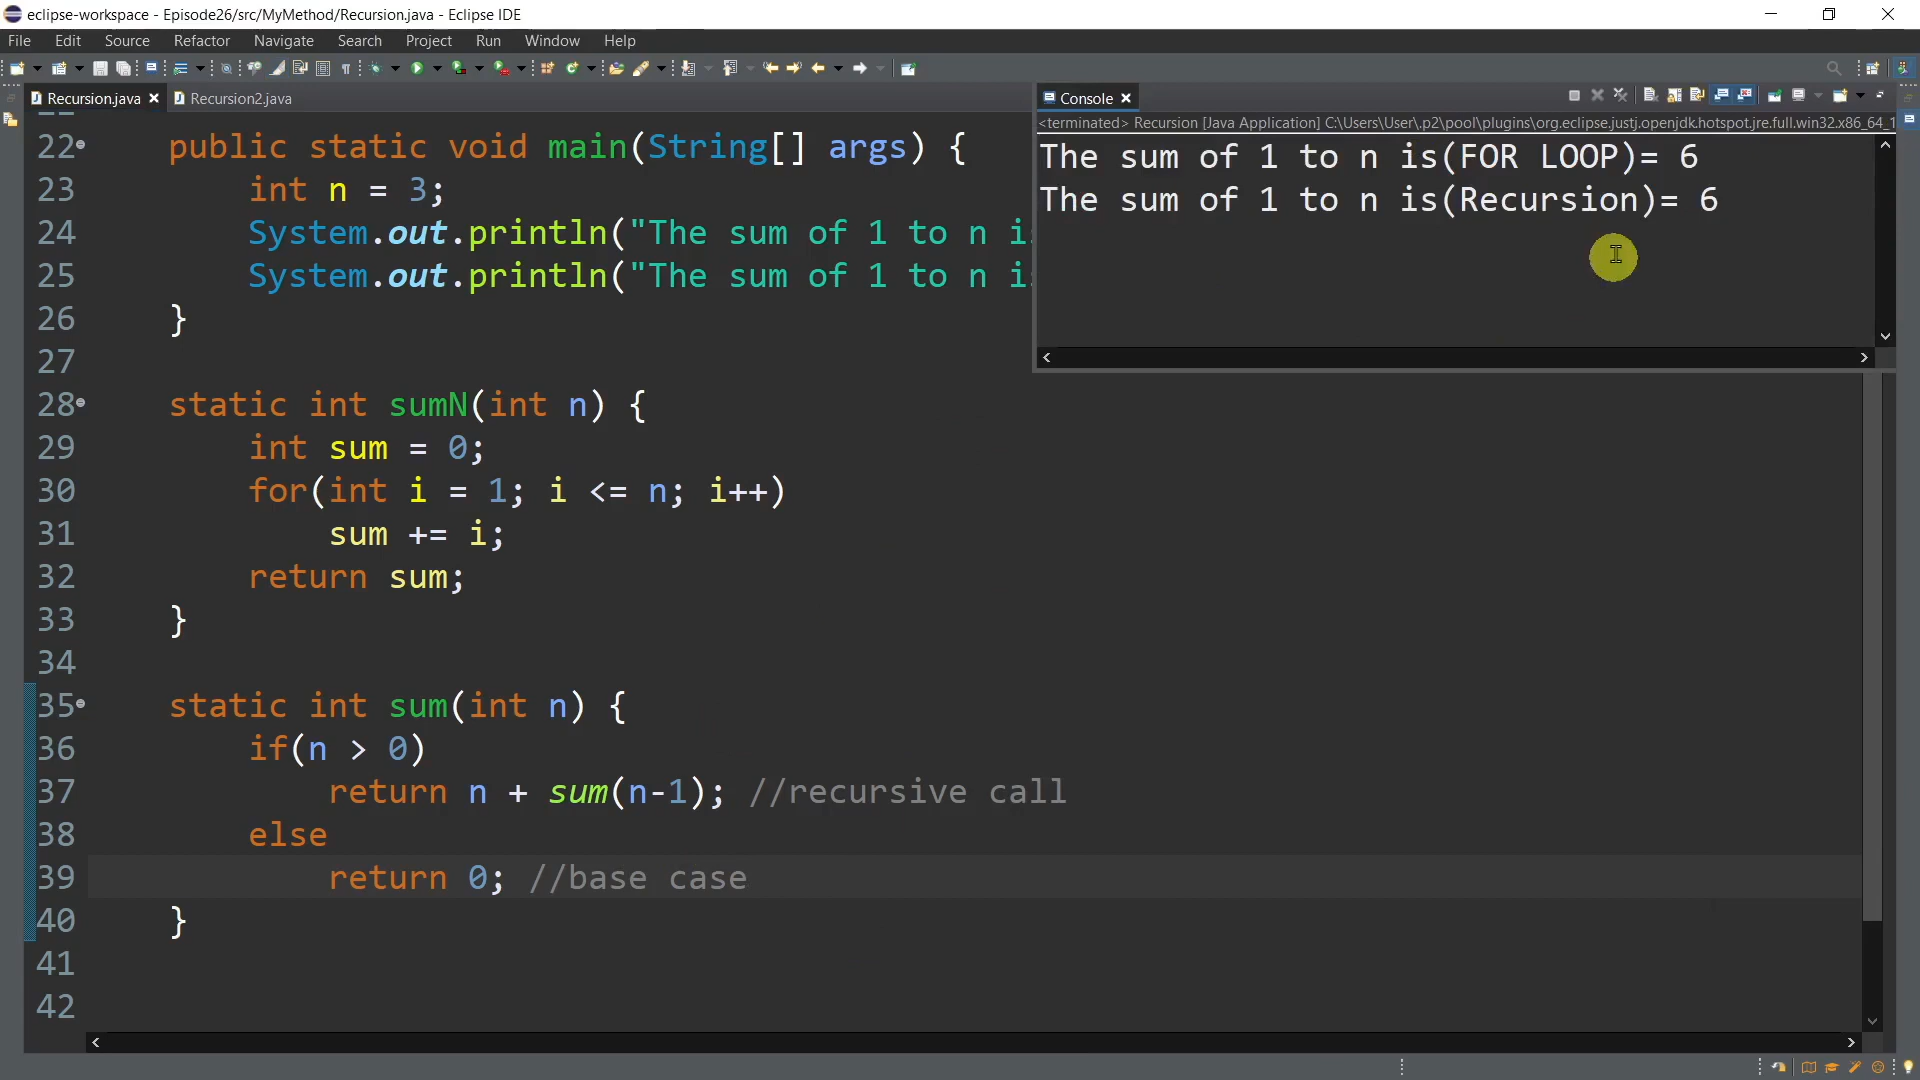 eclipse-workspace - Episode26/src/MyMethod/Recursion.java - Eclipse IDE
File Edit Source Refactor Navigate Search Project Run Window Help
Recursion.java Recursion2.java
22 public static void main(String[] args) {
23 int n = 3;
24 System.out.println("The sum of 1 to n i
25 System.out.println("The sum of 1 to n i
26 }
27
28 static int sumN(int n) {
29 int sum = 0;
30 for(int i = 1; i <= n; i++)
31 sum += i;
32 return sum;
33 }
34
35 static int sum(int n) {
36 if(n > 0)
37 return n + sum(n-1); //recursive call
38 else
39 return 0; //base case
40 }
41
42
Console
<terminated> Recursion [Java Application] C:\Users\User\.p2\pool\plugins\org.eclipse.justj.openjdk.hotspot.jre.full.win32.x86_64_1
The sum of 1 to n is(FOR LOOP)= 6
The sum of 1 to n is(Recursion)= 6